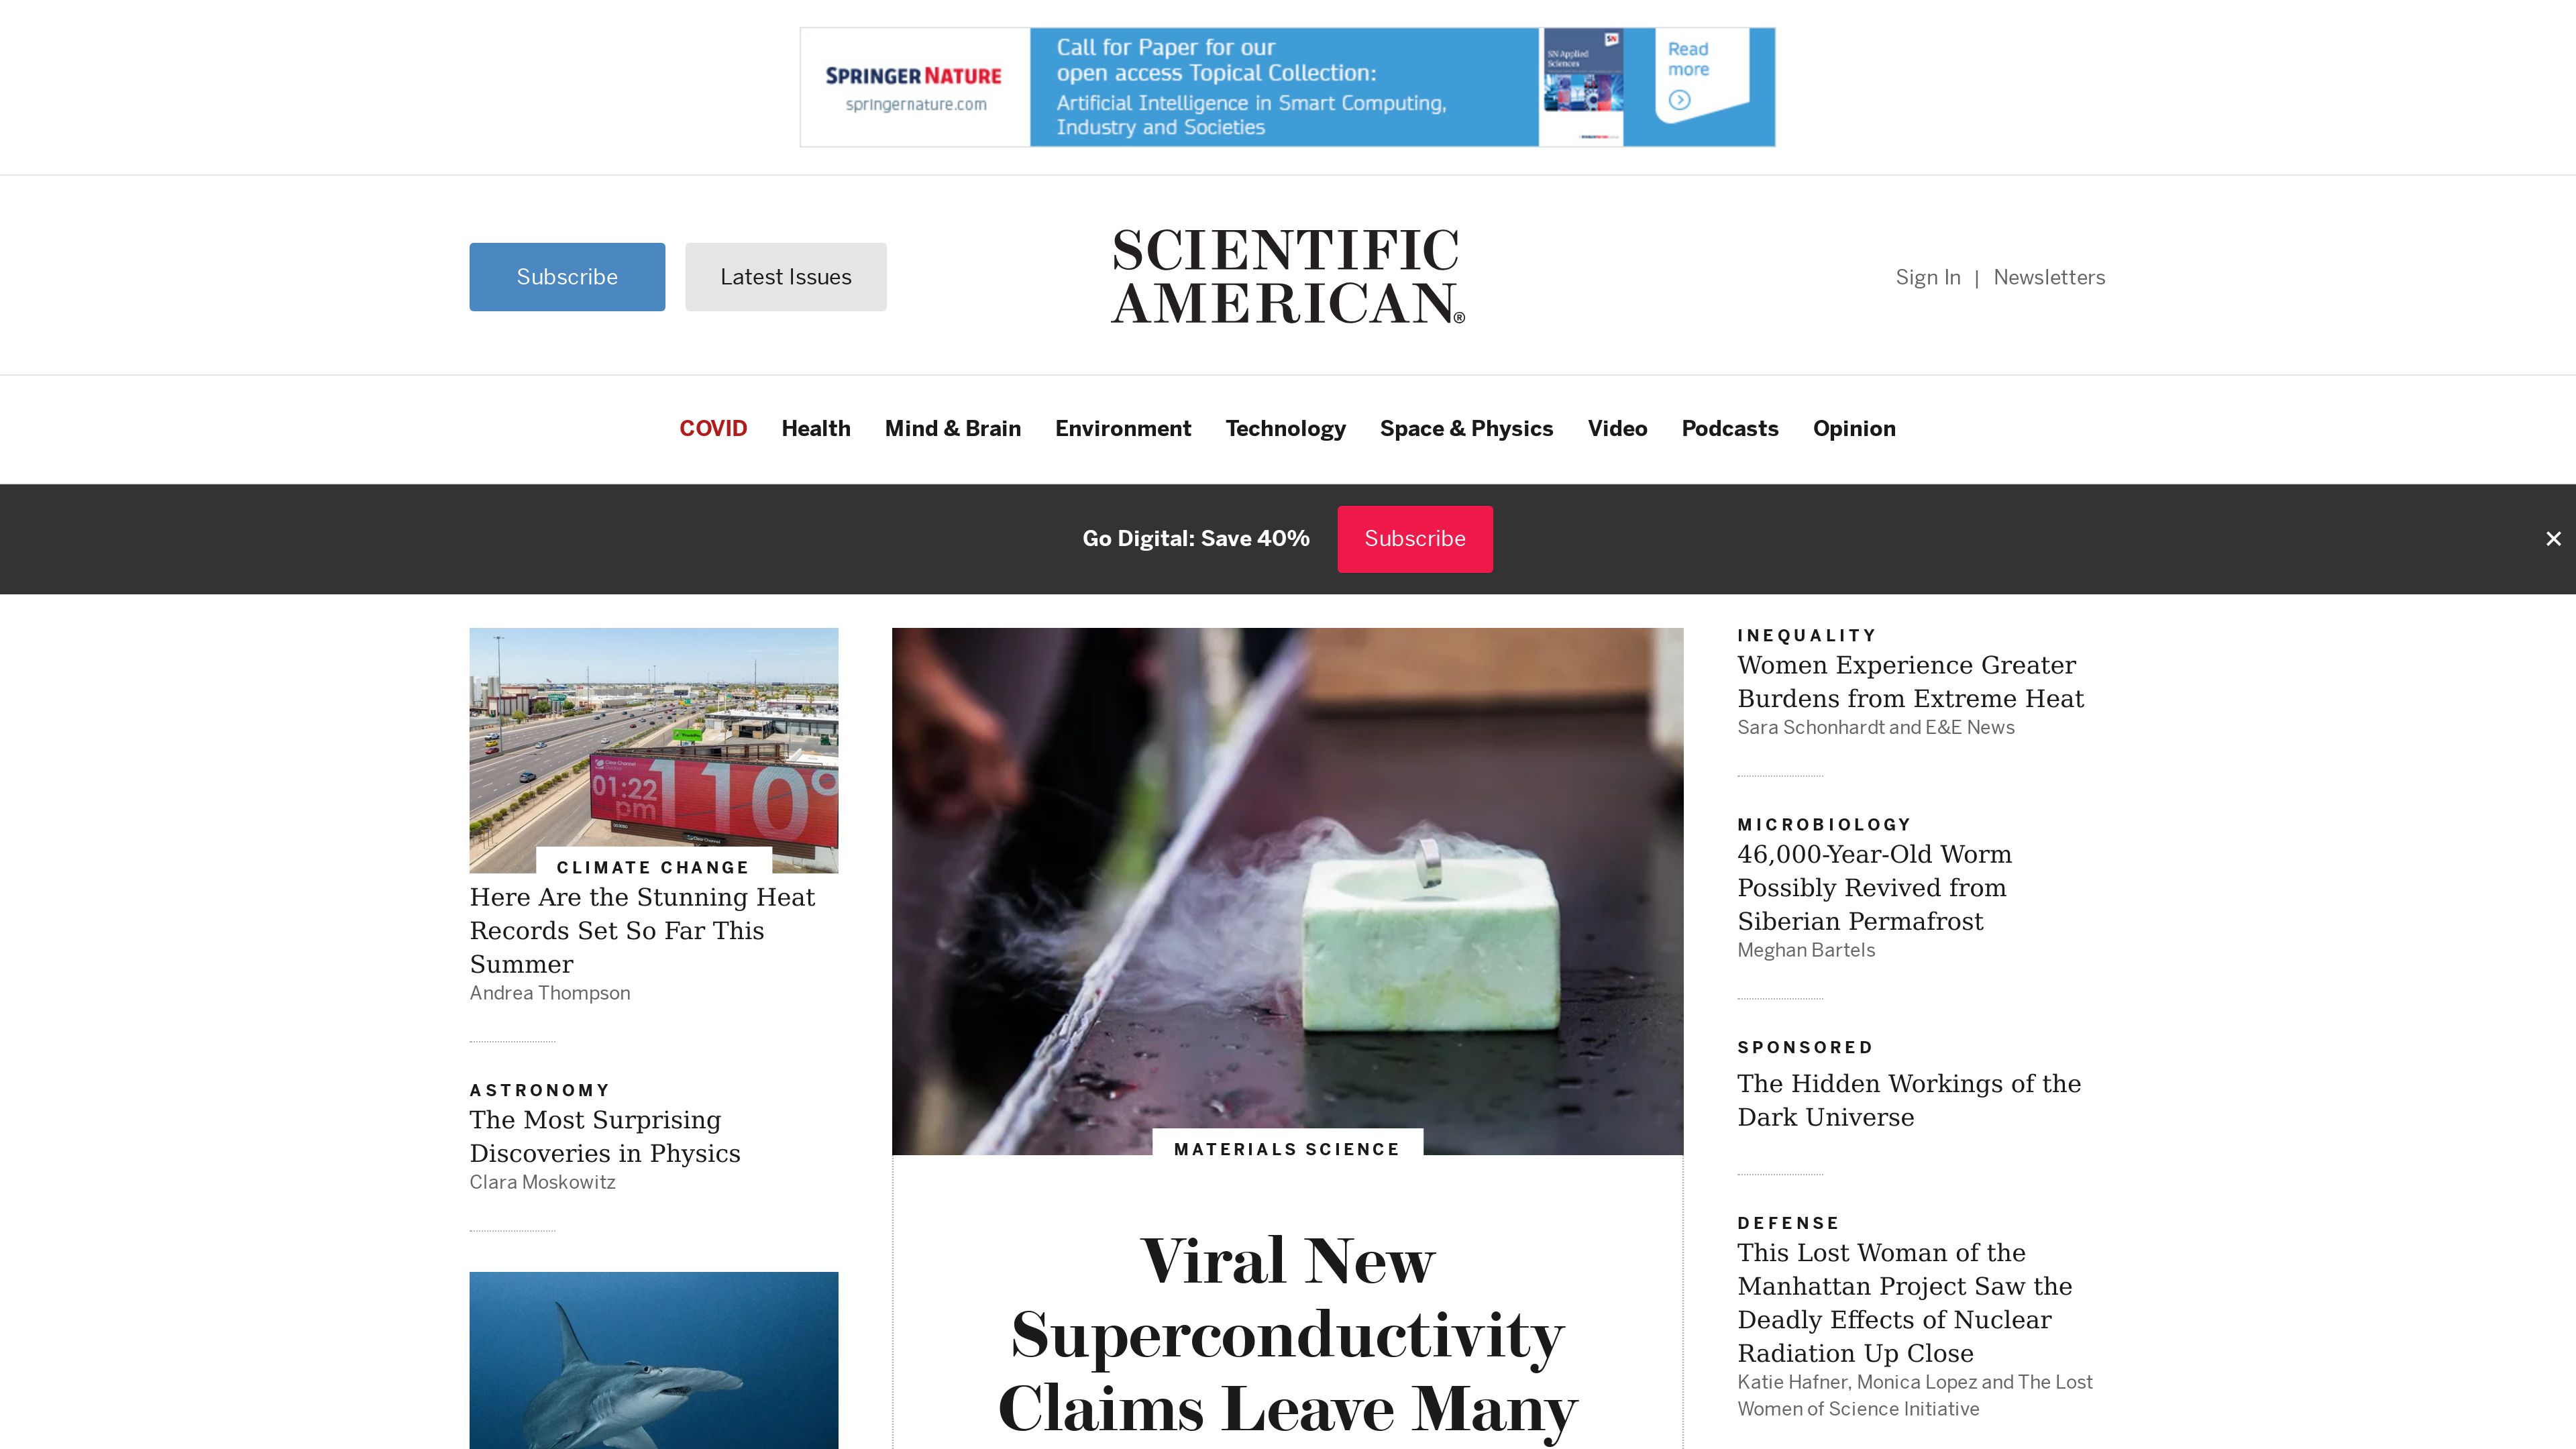 SPRINGER NATURE
springernature.com
Call for Paper for our
open access Topical Collection:
Artificial Intelligence in Smart Computing,
Industry and Societies
SN
SN Applied
Sciences
Read
more
Subscribe
Latest Issues
SCIENTIFIC
AMERICAN®
Sign In | Newsletters
COVID Health Mind & Brain Environment Technology Space & Physics Video Podcasts Opinion
Go Digital: Save 40% Subscribe ×
Clear Channel
01:22
pm
110°
CLIMATE CHANGE
Here Are the Stunning Heat
Records Set So Far This
Summer
Andrea Thompson
ASTRONOMY
The Most Surprising
Discoveries in Physics
Clara Moskowitz
MATERIALS SCIENCE
Viral New
Superconductivity
Claims Leave Many
INEQUALITY
Women Experience Greater
Burdens from Extreme Heat
Sara Schonhardt and E&E News
MICROBIOLOGY
46,000-Year-Old Worm
Possibly Revived from
Siberian Permafrost
Meghan Bartels
SPONSORED
The Hidden Workings of the
Dark Universe
DEFENSE
This Lost Woman of the
Manhattan Project Saw the
Deadly Effects of Nuclear
Radiation Up Close
Katie Hafner, Monica Lopez and The Lost
Women of Science Initiative